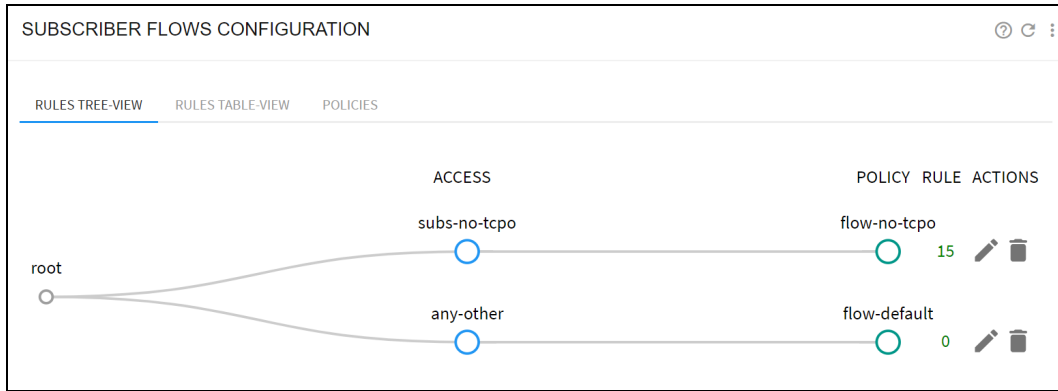 SUBSCRIBER FLOWS CONFIGURATION
RULES TREE-VIEW RULES TABLE-VIEW POLICIES
ACCESS POLICY RULE ACTIONS
subs-no-tcpo flow-no-tcpo
15
root
any-other flow-default
0